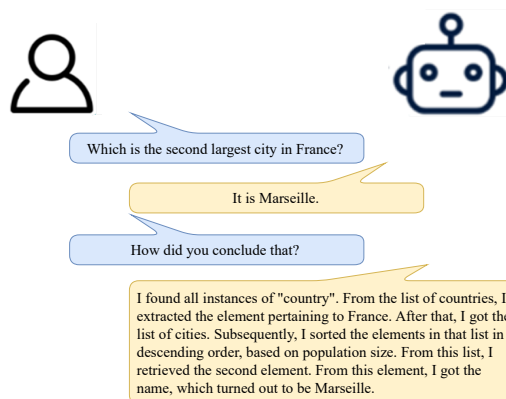 Which is the second largest city in France?
It is Marseille.
How did you conclude that?
I found all instances of "country". From the list of countries, I
extracted the element pertaining to France. After that, I got the
list of cities. Subsequently, I sorted the elements in that list in
descending order, based on population size. From this list, I
retrieved the second element. From this element, I got the
name, which turned out to be Marseille.